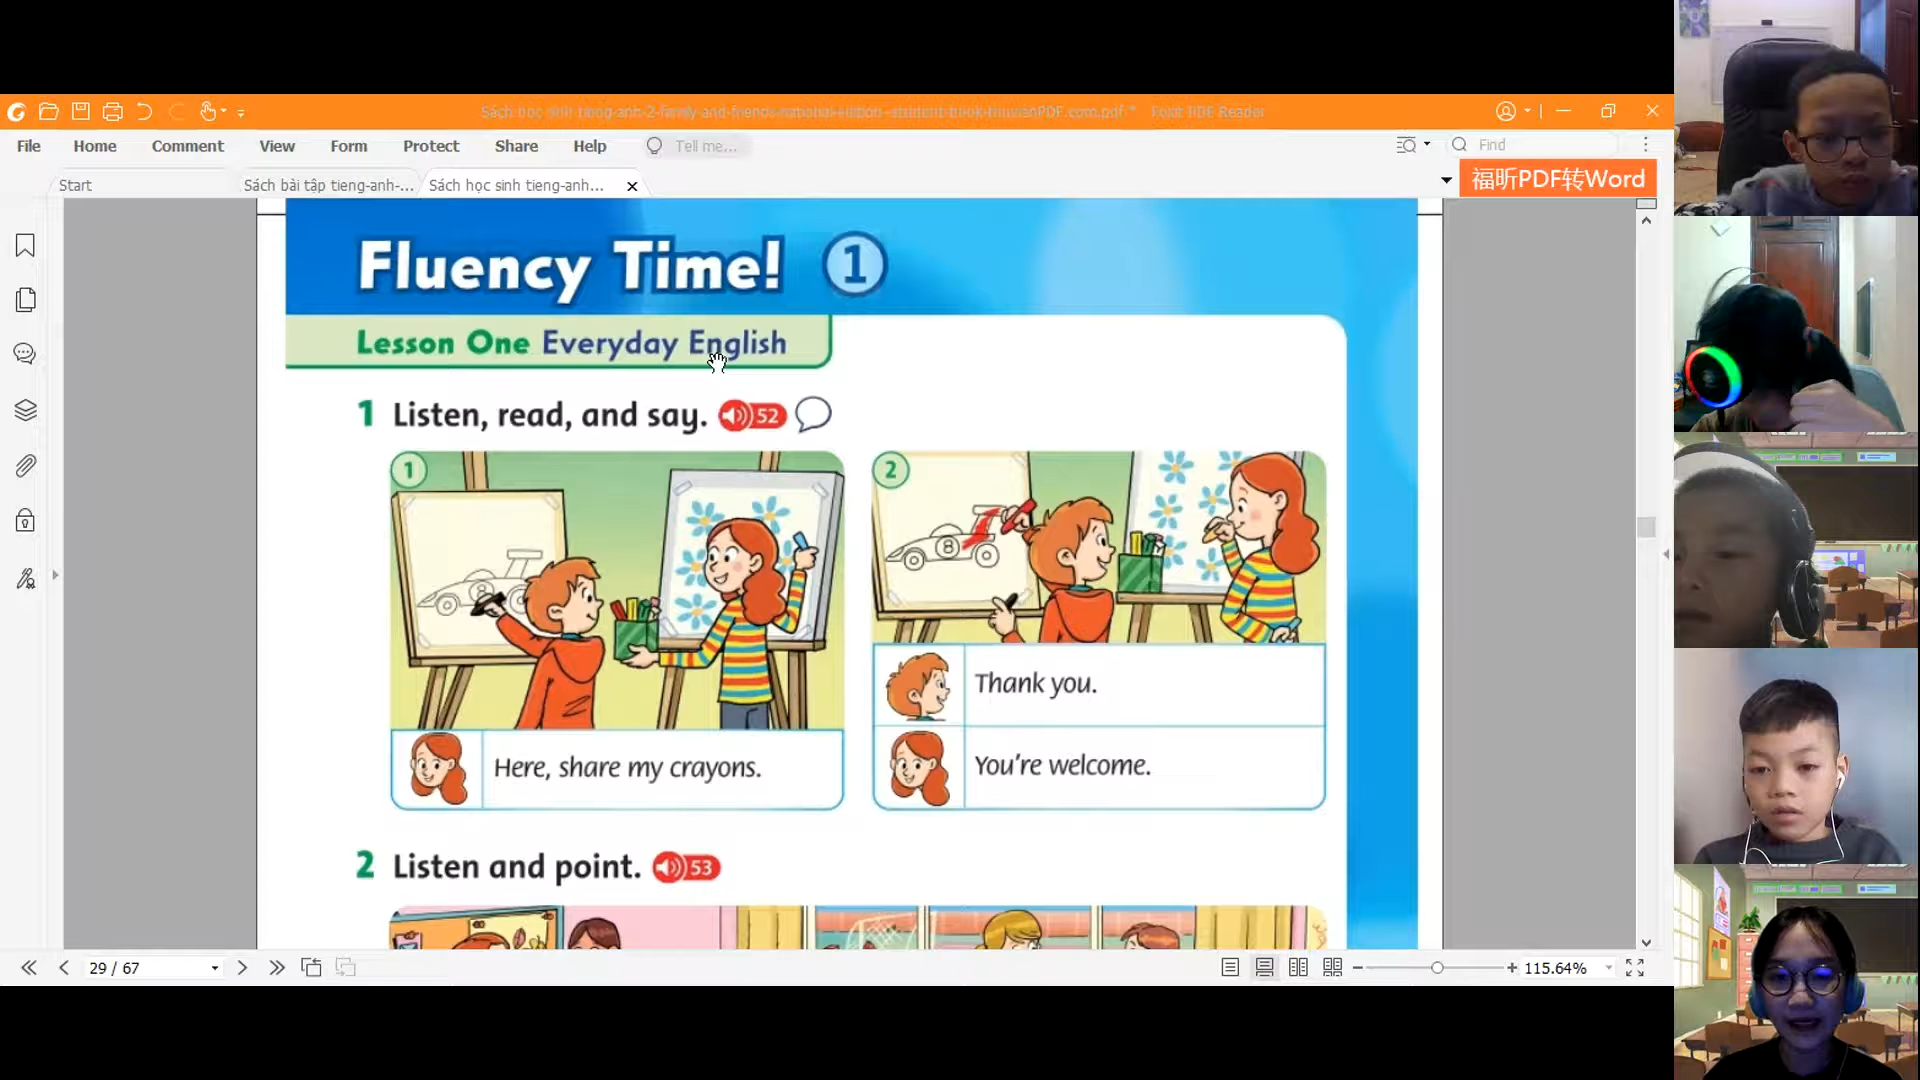 File Home Comment View Form Protect Share Help Tell me... Find
Start Sách bài tập tieng-anh-... Sách học sinh tieng-anh... 福昕PDF转Word
Fluency Time! 1
Lesson One Everyday English
1 Listen, read, and say. 52
1
2
8
8
Thank you.
Here, share my crayons.
You're welcome.
2 Listen and point. 53
29 / 67
115.64%